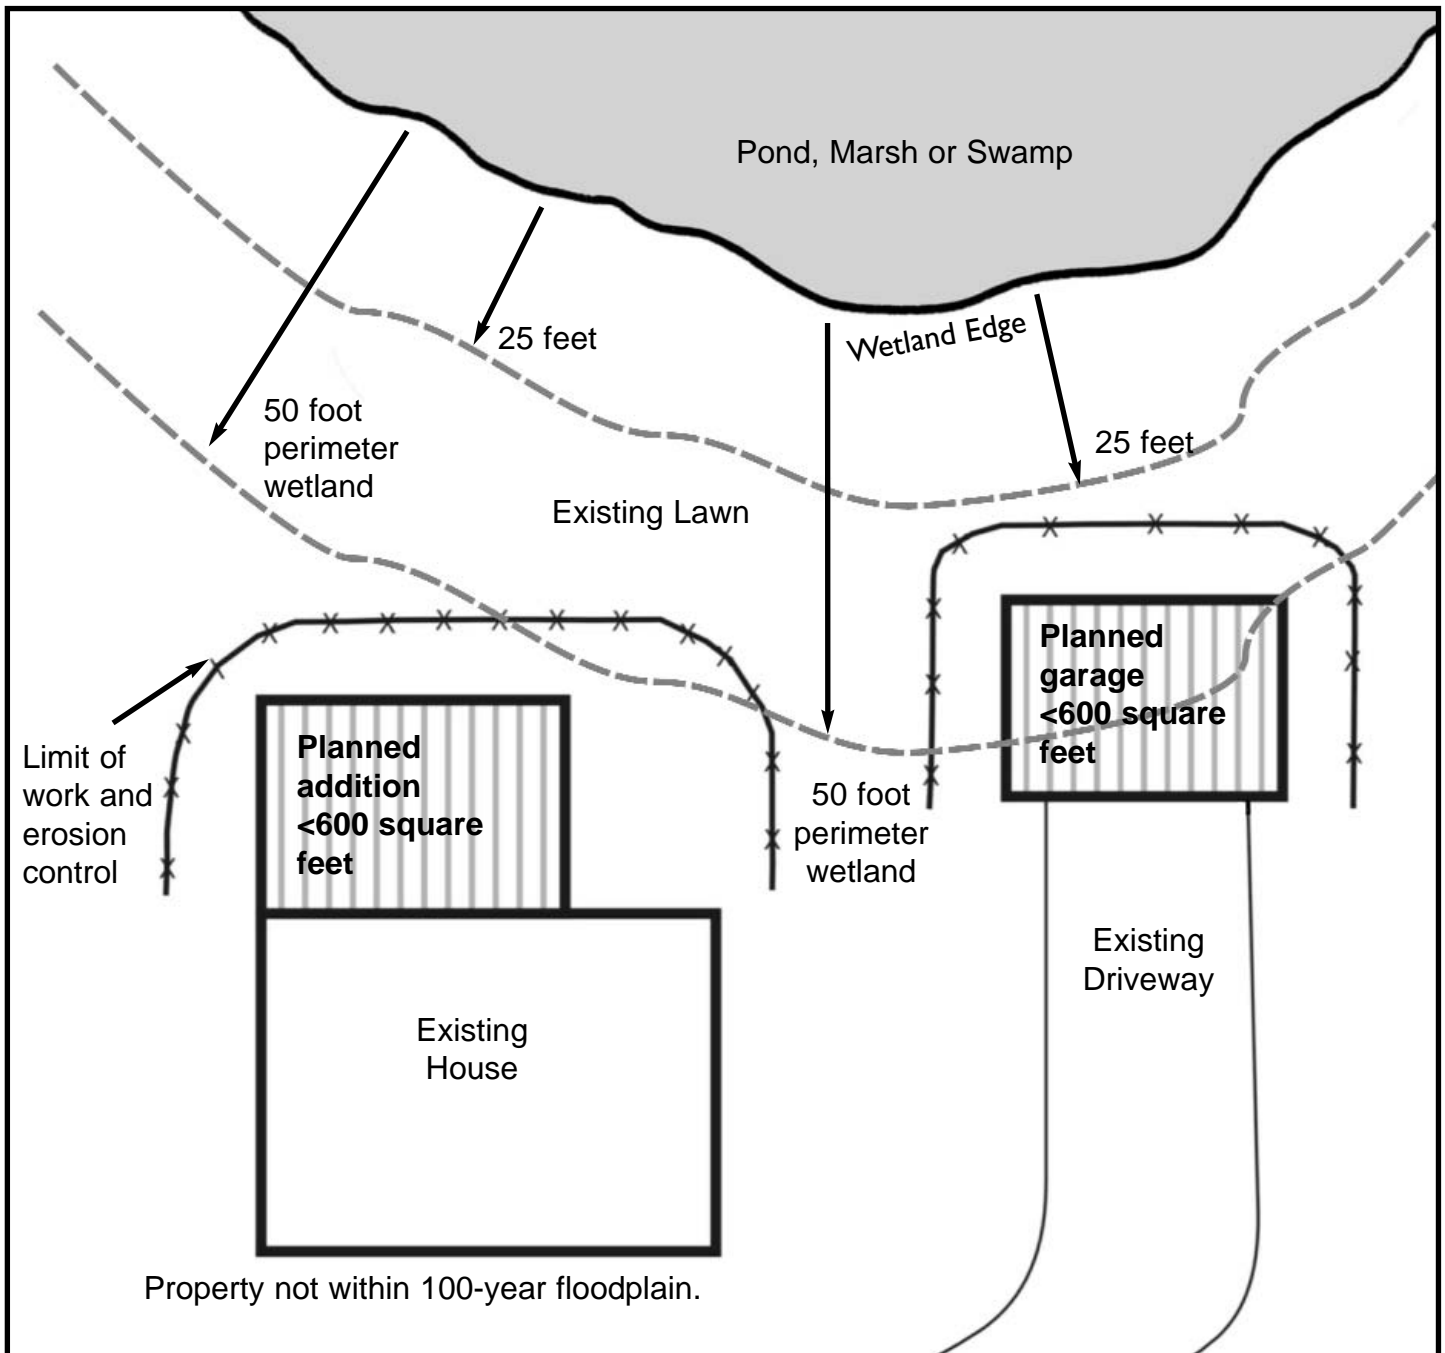 Pond, Marsh or Swamp
Wetland Edge
25 feet
50 foot
perimeter
wetland
25 feet
Existing Lawn
Planned
garage
<600 square
feet
Limit of
work and
erosion
control
Planned
addition
<600 square
feet
50 foot
perimeter
wetland
Existing
Driveway
Existing
House
Property not within 100-year floodplain.